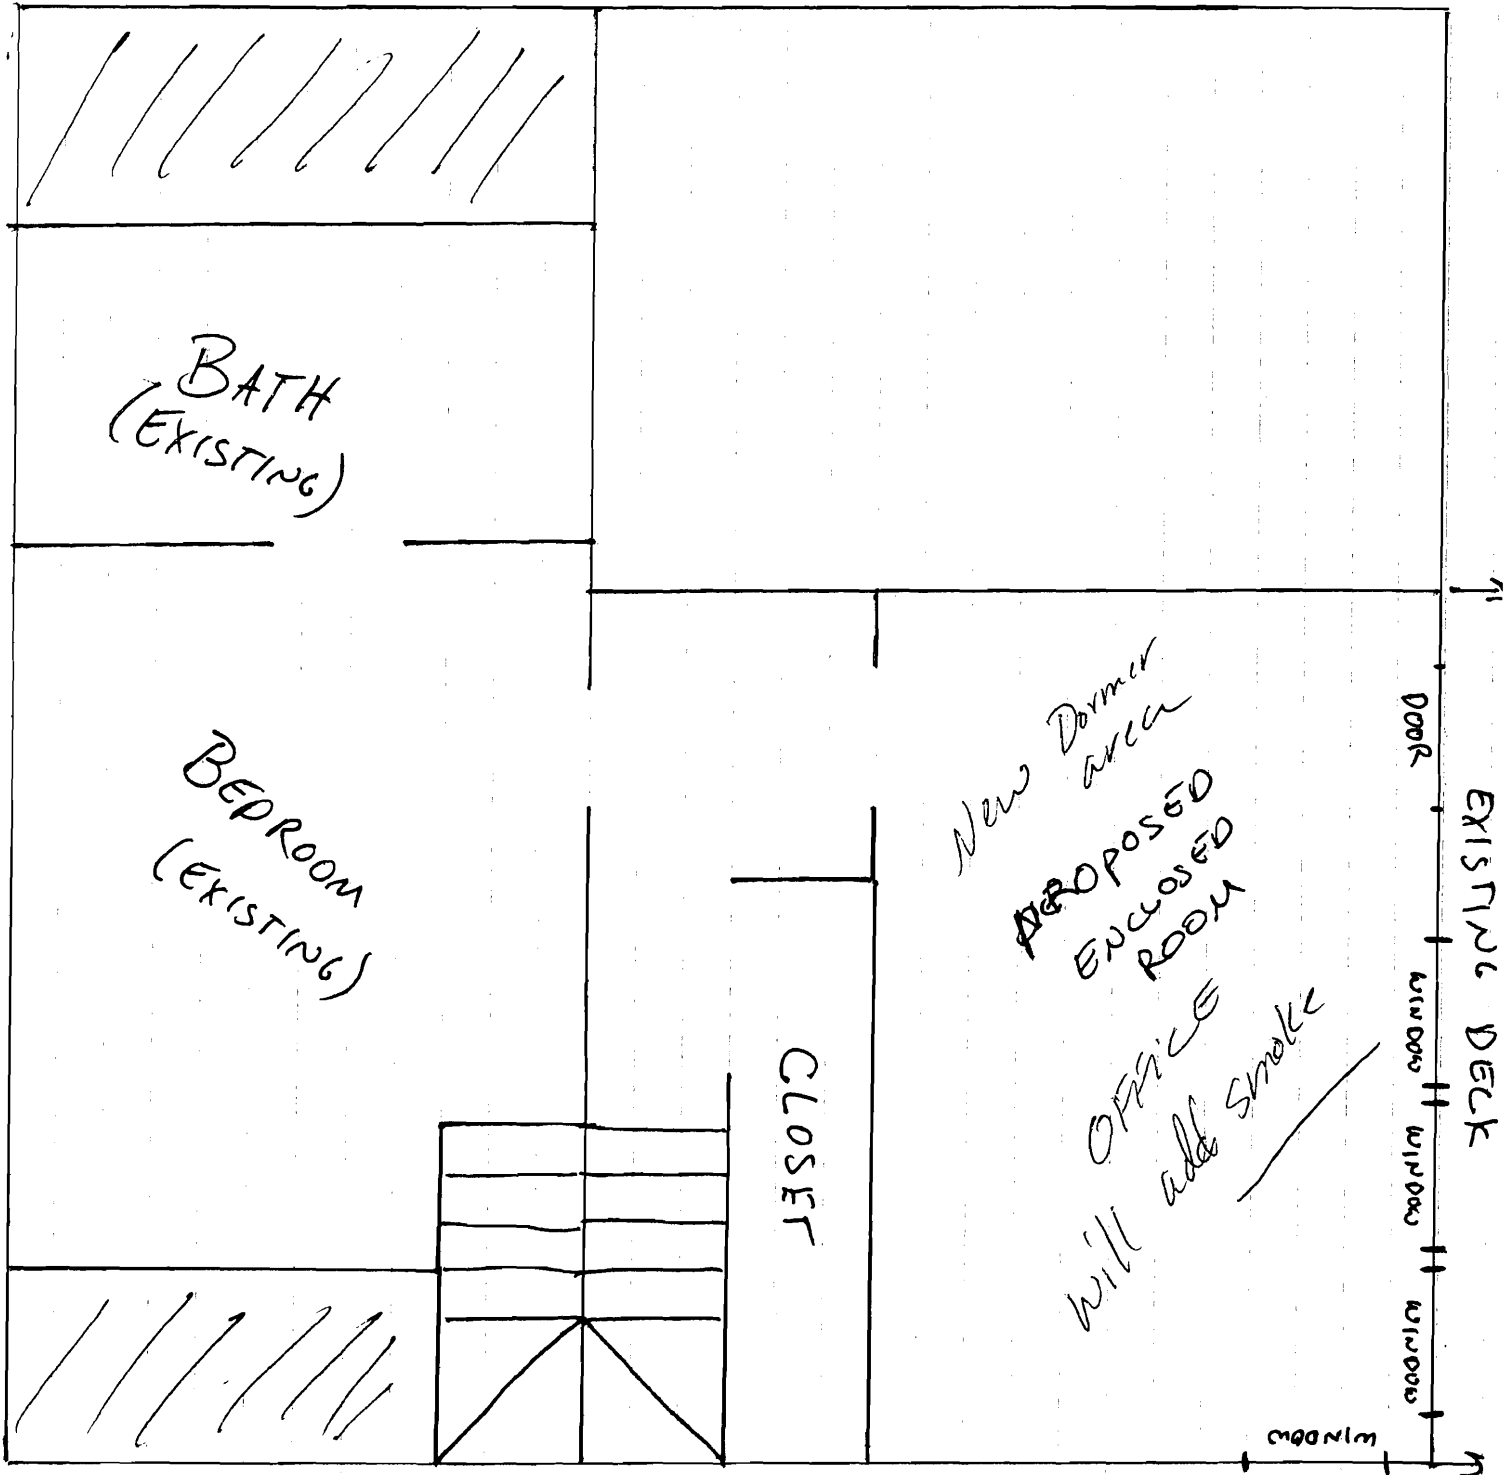 BATH
(EXISTING)
BEDROOM
(EXISTING)
CLOSET
New Dormer
area
PROPOSED
ENCLOSED
ROOM
OFFICE
will add smoke
DOOR
WINDOW
WINDOW
WINDOW
WINDOW
EXISTING DECK